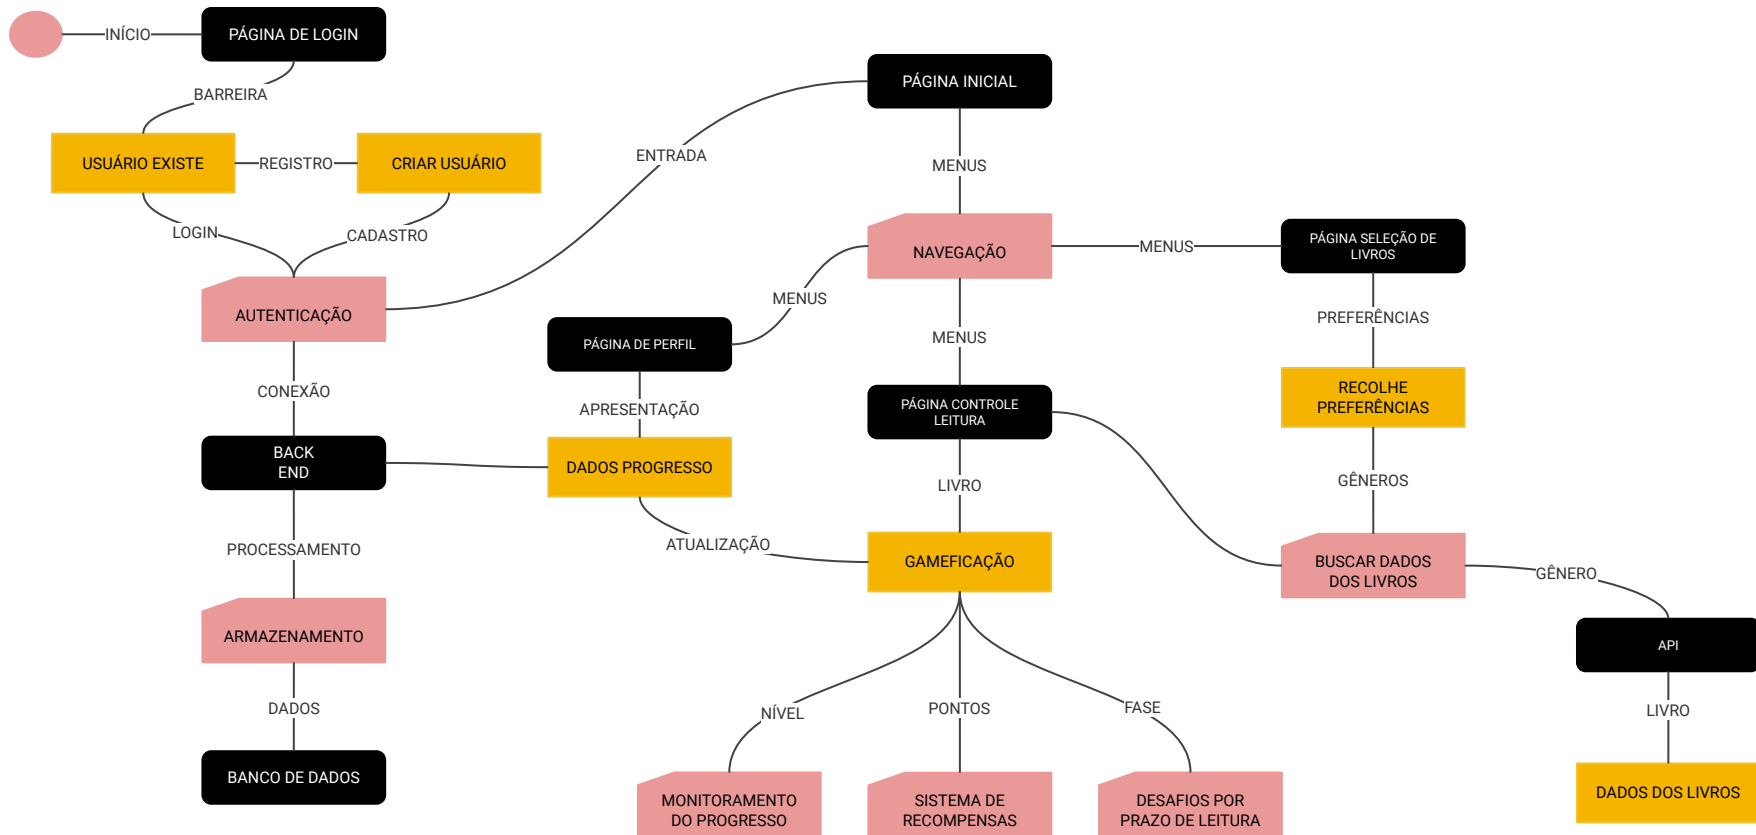 INÍCIO
PÁGINA DE LOGIN
BARREIRA
USUÁRIO EXISTE
REGISTRO
CRIAR USUÁRIO
LOGIN
CADASTRO
AUTENTICAÇÃO
ENTRADA
PÁGINA INICIAL
MENUS
NAVEGAÇÃO
MENUS
PÁGINA SELEÇÃO DE
LIVROS
MENUS
MENUS
PÁGINA DE PERFIL
PREFERÊNCIAS
RECOLHE
PREFERÊNCIAS
CONEXÃO
APRESENTAÇÃO
PÁGINA CONTROLE
LEITURA
BACK
END
DADOS PROGRESSO
LIVRO
GÊNEROS
PROCESSAMENTO
ATUALIZAÇÃO
GAMEFICAÇÃO
BUSCAR DADOS
DOS LIVROS
GÊNERO
ARMAZENAMENTO
API
DADOS
NÍVEL
PONTOS
FASE
LIVRO
BANCO DE DADOS
MONITORAMENTO
DO PROGRESSO
SISTEMA DE
RECOMPENSAS
DESAFIOS POR
PRAZO DE LEITURA
DADOS DOS LIVROS